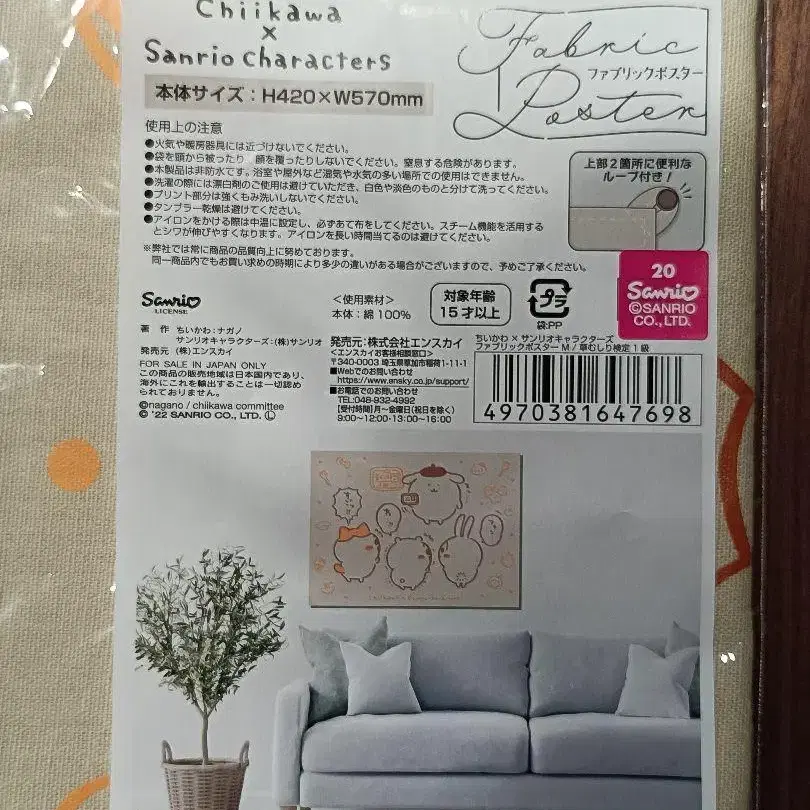 Chiikawa
×
Sanrio characters
Fabric
ファブリックポスター
Poster
本体サイズ：H420×W570mm
使用上の注意
●火気や暖房器具には近づけないでください。
●袋を頭から被ったり 顔を覆ったりしないでください。窒息する危険があります。
●本製品は非防水です。浴室や屋外など湿気や水気の多い場所での使用はできません。
●洗濯の際には漂白剤のご使用は避けていただき、白色や淡色のものと分けて洗ってください。
●プリント部分は強くもみ洗いしないでください。
●タンブラー乾燥は避けてください。
●アイロンをかける際は中温に設定し、必ずあて布をしてください。スチーム機能を活用する
とシワが伸びやすくなります。アイロンを長い時間当てるのは避けてください。
※弊社では常に商品の品質向上に努めております。
同一商品内でもお買い求めの時期により多少の違いがある場合がございますので、予めご了承ください。
上部2箇所に便利な
ループ付き！
20
Sanrio
©SANRIO
CO.,LTD.
Sanrio
LICENSE
＜使用素材＞
本体：綿 100%
対象年齢
15才以上
プラ
袋:PP
著作 ちいかわ：ナガノ
サンリオキャラクターズ：(株)サンリオ
発売元 (株)エンスカイ
FOR SALE IN JAPAN ONLY
この商品の販売地域は日本国内であり、
海外にこれを輸出することは一切認め
られておりません。
©nagano / chiikawa committee
© '22 SANRIO CO., LTD. Ⓛ
発売元：株式会社エンスカイ
＜エンスカイお客様相談窓口＞
〒340-0003 埼玉県草加市稲荷1-11-1
■Webでのお問い合わせ
https://www.ensky.co.jp/support/
■お電話でのお問い合わせ
TEL:048-932-4992
【受付時間】月〜金曜日(祝日を除く)
9:00〜12:00・13:00〜16:00
ちいかわ × サンリオキャラクターズ
ファブリックポスター M / 草むしり検定１級
4970381647698